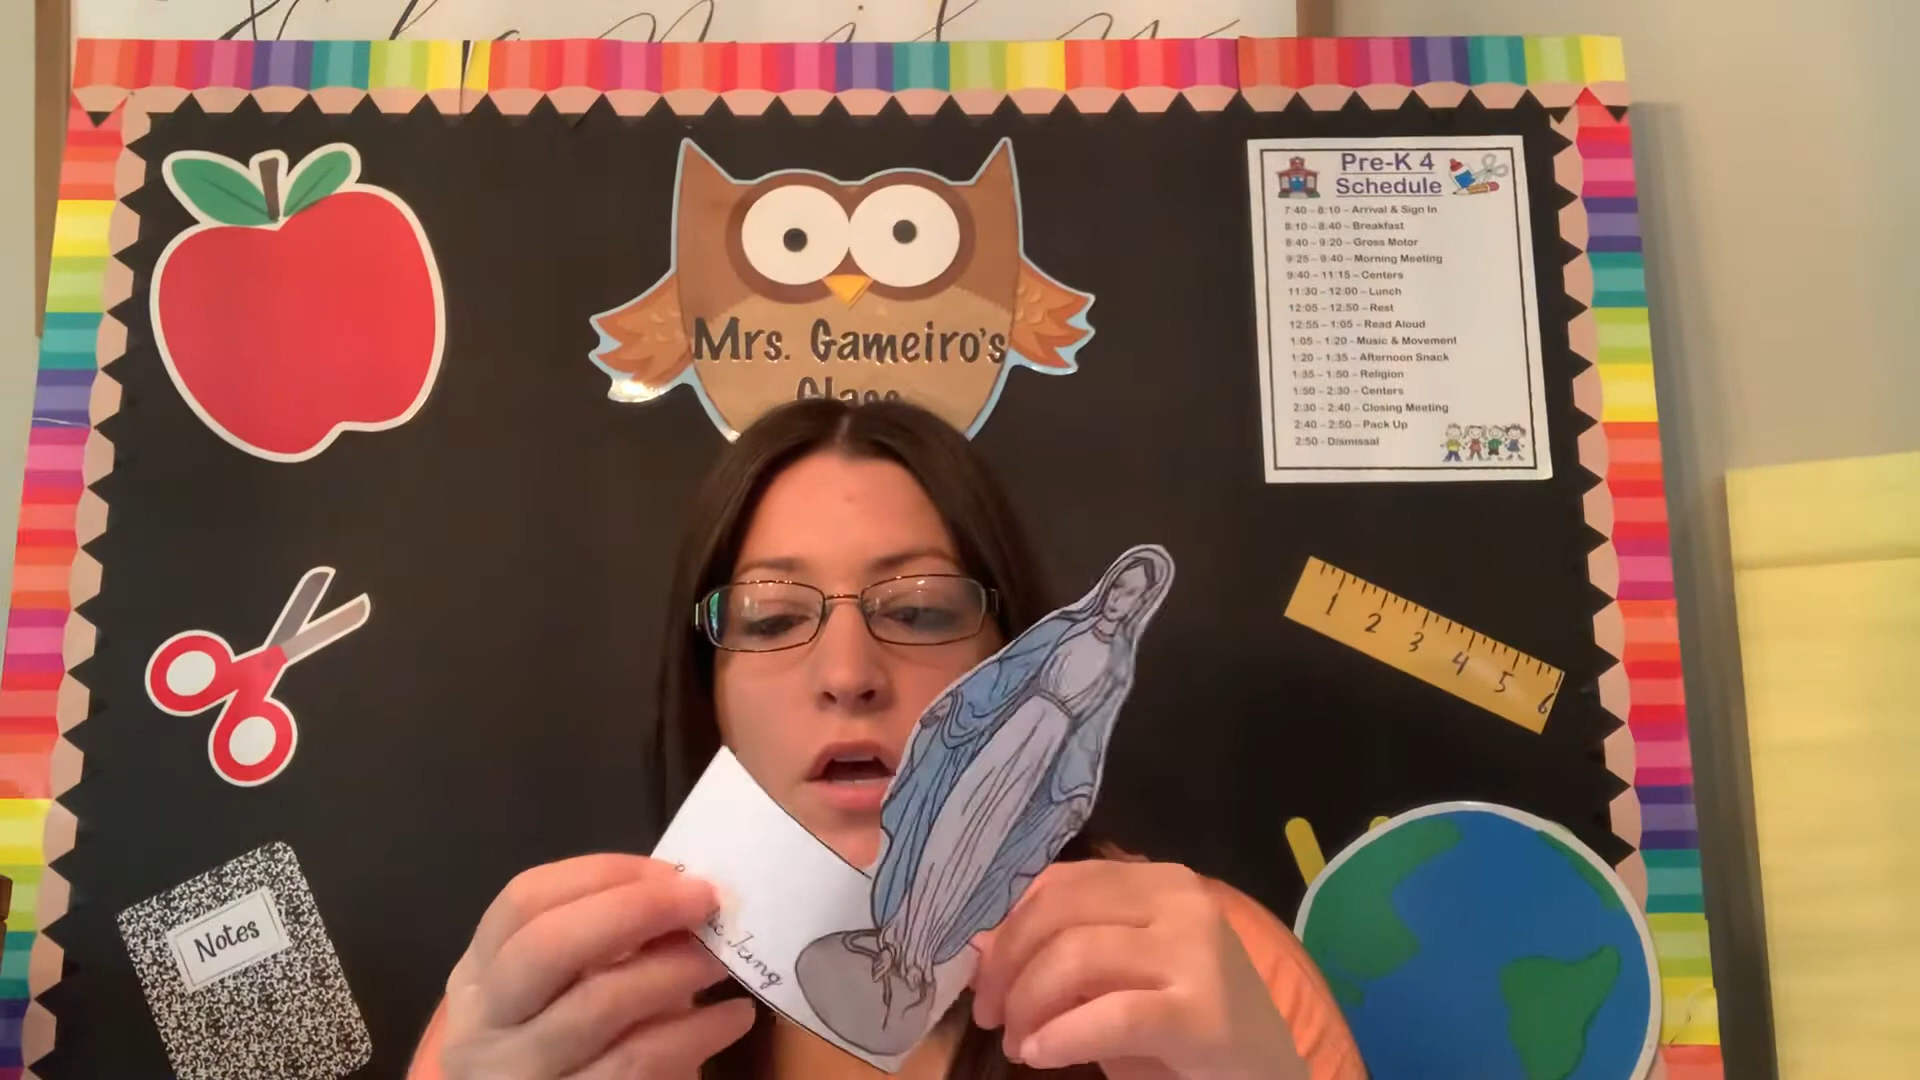 Mrs. Gameiro's
Class
Pre-K 4
Schedule
7:40 - 8:10 - Arrival & Sign In
8:10 - 8:40 - Breakfast
8:40 - 9:20 - Gross Motor
9:25 - 9:40 - Morning Meeting
9:40 - 11:15 - Centers
11:30 - 12:00 - Lunch
12:05 - 12:50 - Rest
12:55 - 1:05 - Read Aloud
1:05 - 1:20 - Music & Movement
1:20 - 1:35 - Afternoon Snack
1:35 - 1:50 - Religion
1:50 - 2:30 - Centers
2:30 - 2:40 - Closing Meeting
2:40 - 2:50 - Pack Up
2:50 - Dismissal
1 2 3 4 5 6
Notes